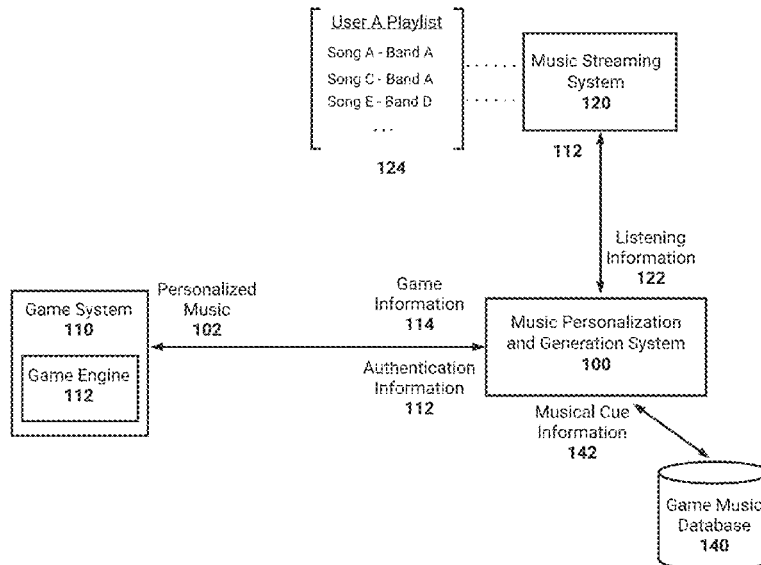 User A Playlist
Song A - Band A
Song C - Band A
Song E - Band D
...
124
Music Streaming
System
120
112
Listening
Information
122
Game System
110
Game Engine
112
Personalized
Music
102
Game
Information
114
Authentication
Information
112
Music Personalization
and Generation System
100
Musical Cue
Information
142
Game Music
Database
140